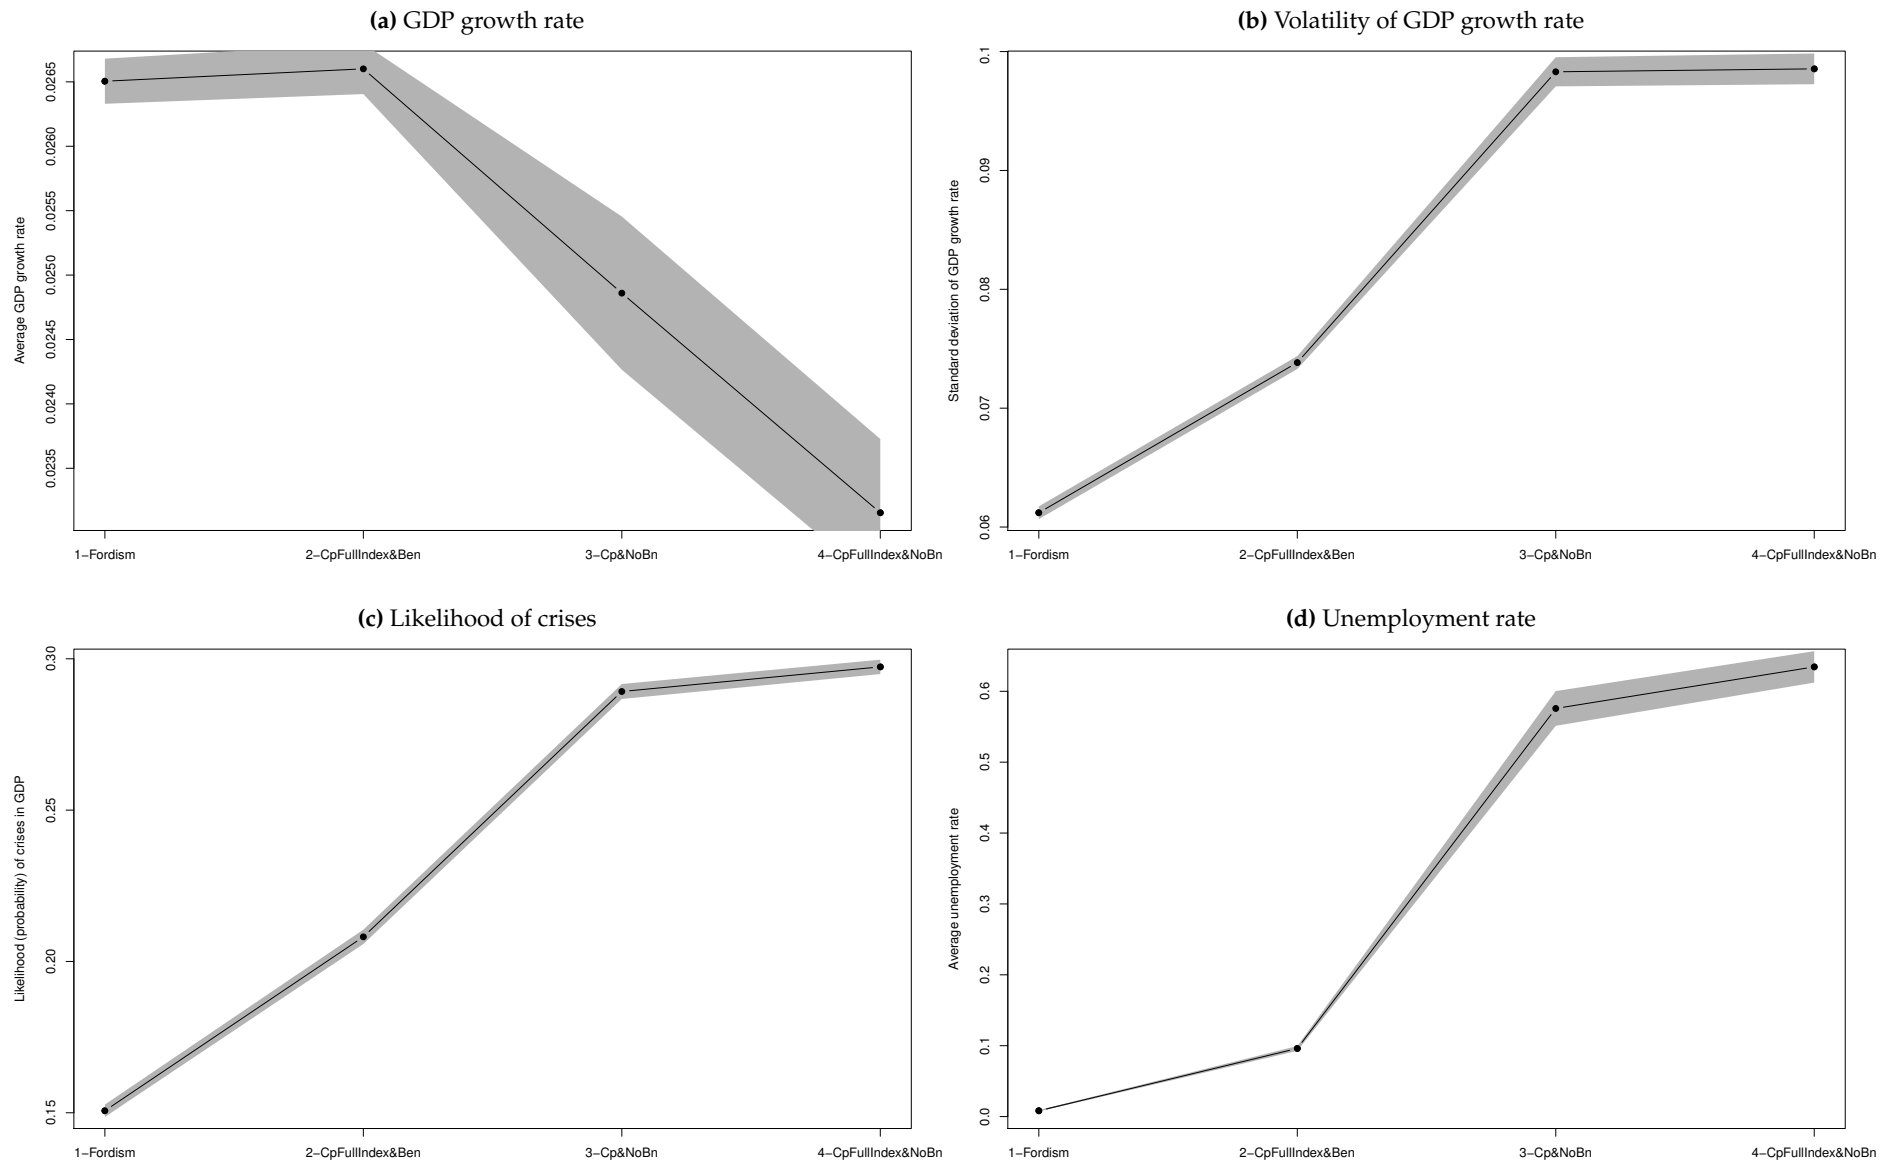 (a) GDP growth rate
Average GDP growth rate
0.0265
0.0260
0.0255
0.0250
0.0245
0.0240
0.0235
1−Fordism
2−CpFullIndex&Ben
3−Cp&NoBn
4−CpFullIndex&NoBn
(b) Volatility of GDP growth rate
Standard deviation of GDP growth rate
0.1
0.09
0.08
0.07
0.06
1−Fordism
2−CpFullIndex&Ben
3−Cp&NoBn
4−CpFullIndex&NoBn
(c) Likelihood of crises
Likelihood (probability) of crises in GDP
0.30
0.25
0.20
0.15
1−Fordism
2−CpFullIndex&Ben
3−Cp&NoBn
4−CpFullIndex&NoBn
(d) Unemployment rate
Average unemployment rate
0.6
0.5
0.4
0.3
0.2
0.1
0.0
1−Fordism
2−CpFullIndex&Ben
3−Cp&NoBn
4−CpFullIndex&NoBn